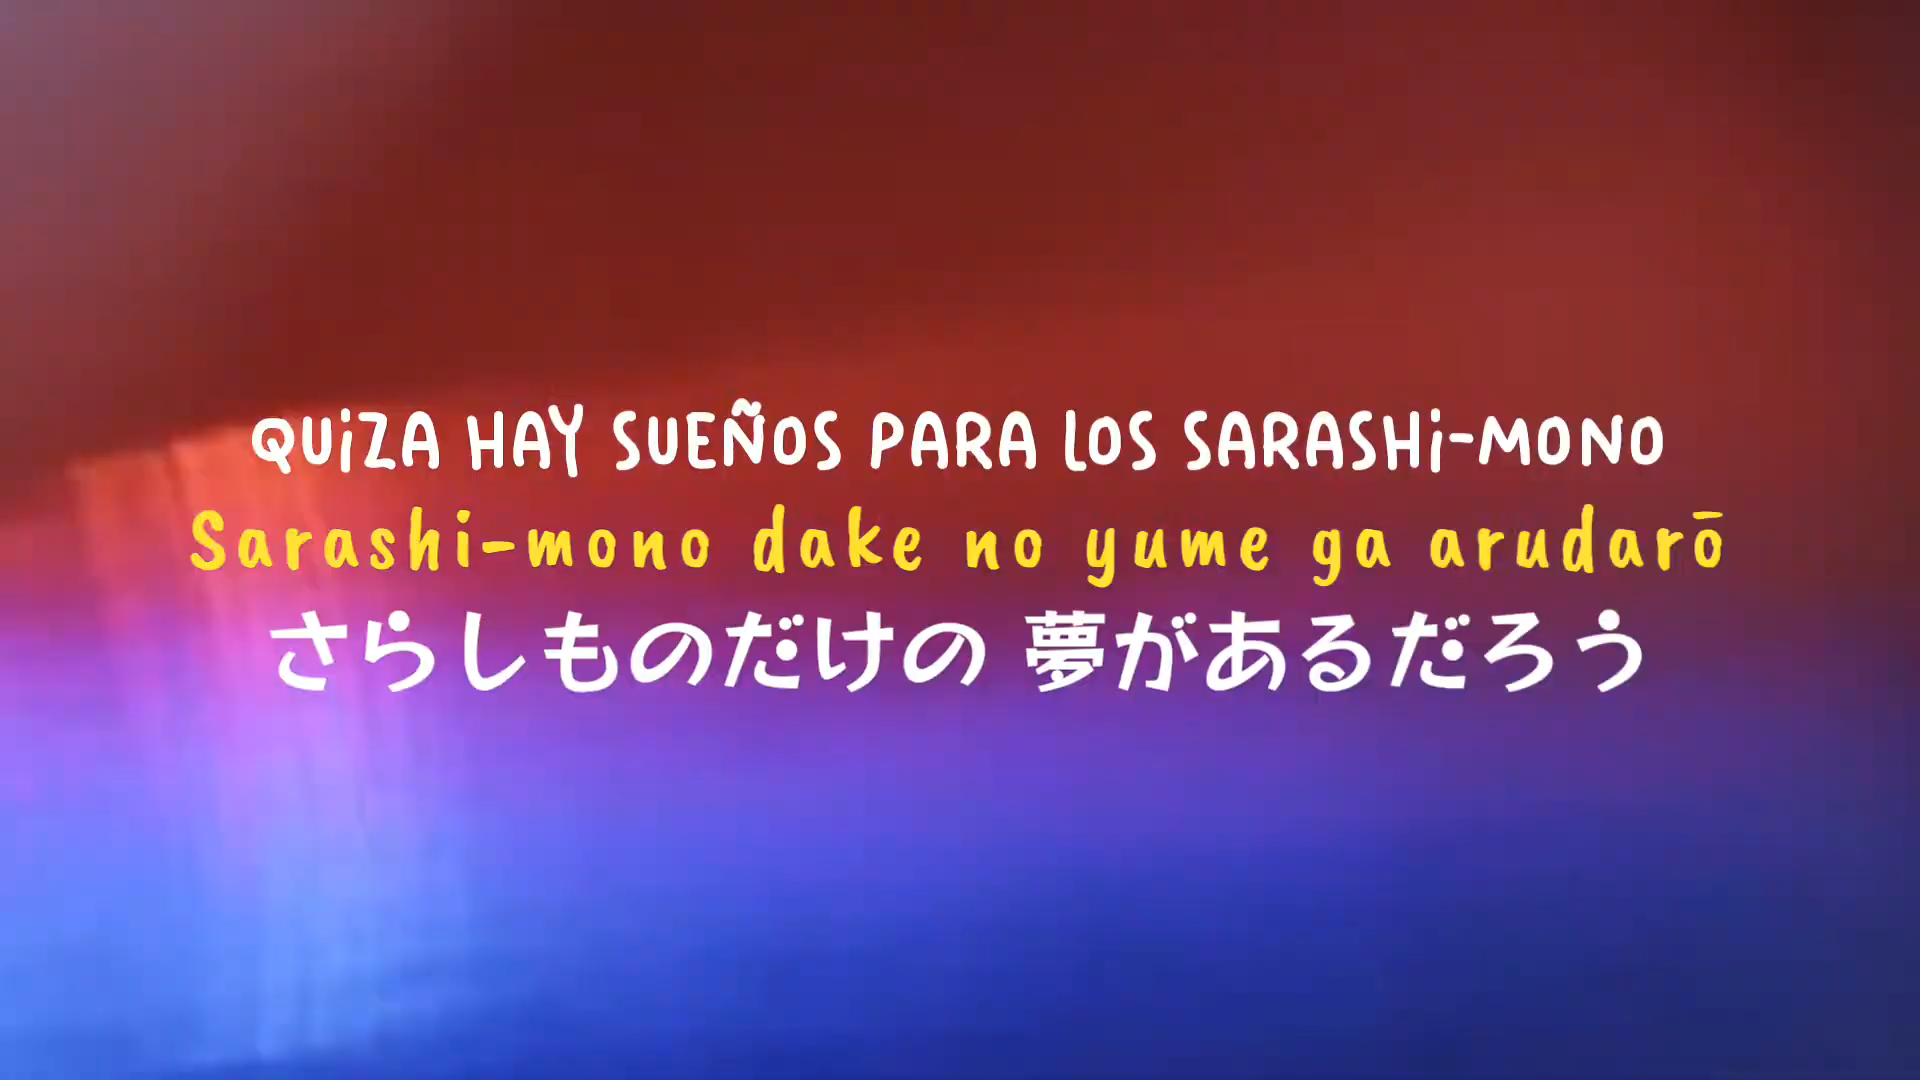 QUiZA HAY SUEÑOS PARA LOS SARASHi-MONO
Sarashi-mono dake no yume ga arudarō
さらしものだけの 夢があるだろう